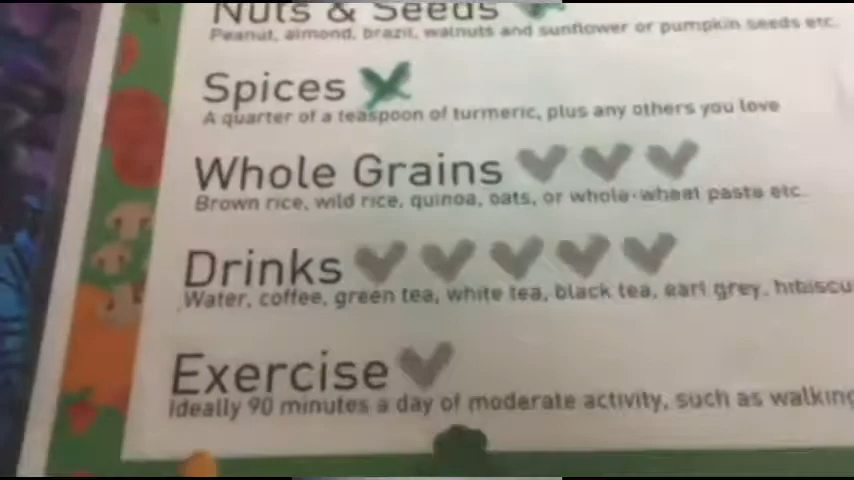 Nuts & Seeds
Peanut, almond, brazil, walnuts and sunflower or pumpkin seeds etc.
Spices
A quarter of a teaspoon of turmeric, plus any others you love
Whole Grains
Brown rice, wild rice, quinoa, oats, or whole-wheat pasta etc.
Drinks
Water, coffee, green tea, white tea, black tea, earl grey, hibiscu
Exercise
Ideally 90 minutes a day of moderate activity, such as walking